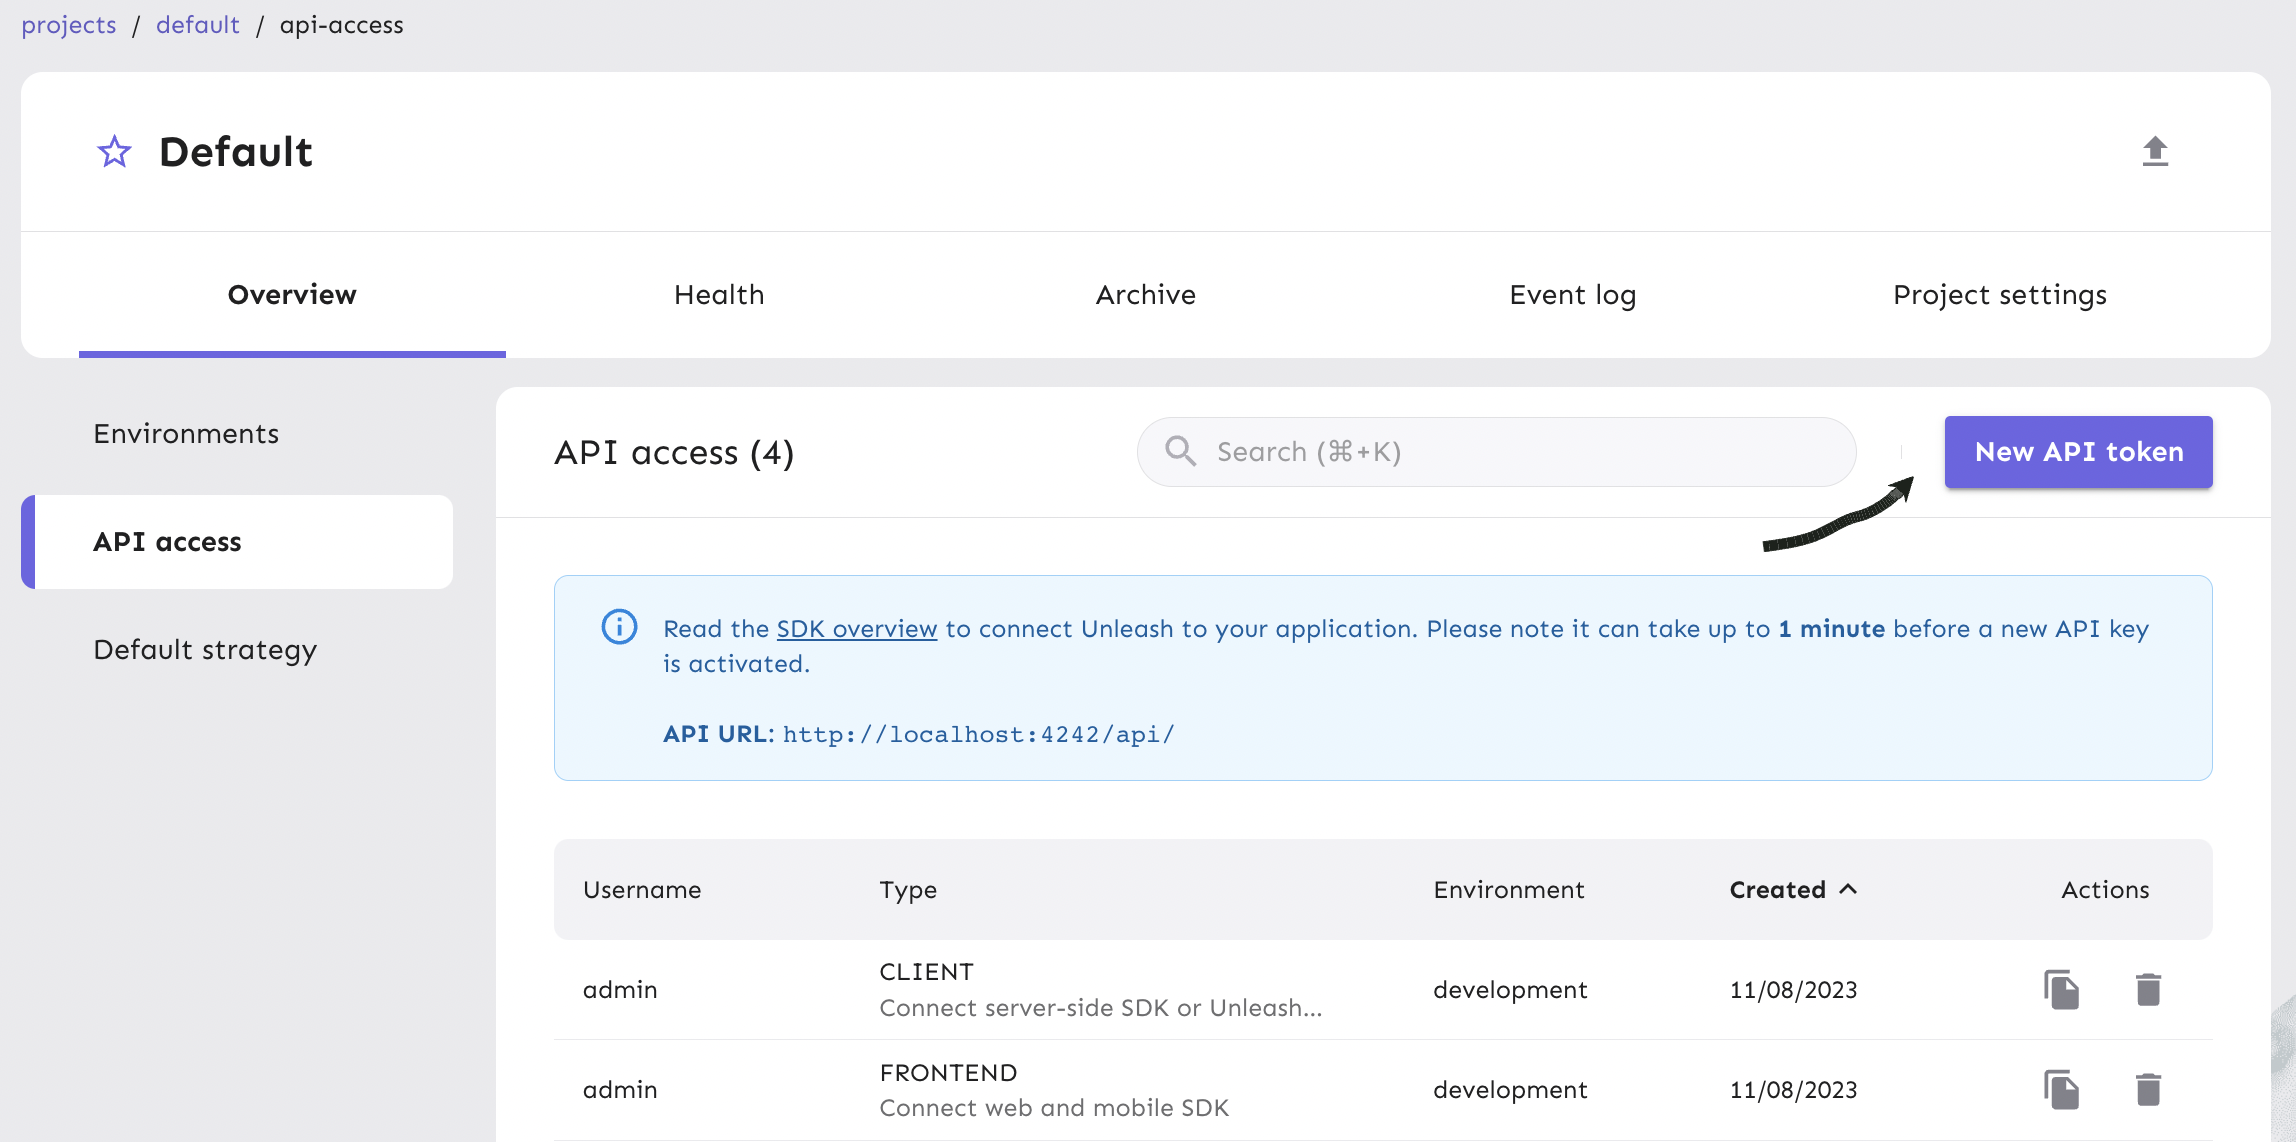 projects / default / api-access
Default
Overview Health Archive Event log Project settings
Environments
API access
Default strategy
API access (4)
Search (⌘+K)
New API token
Read the SDK overview to connect Unleash to your application. Please note it can take up to 1 minute before a new API key
is activated.
API URL: http://localhost:4242/api/
Username Type Environment Created Actions
admin CLIENT development 11/08/2023
Connect server-side SDK or Unleash...
admin FRONTEND development 11/08/2023
Connect web and mobile SDK